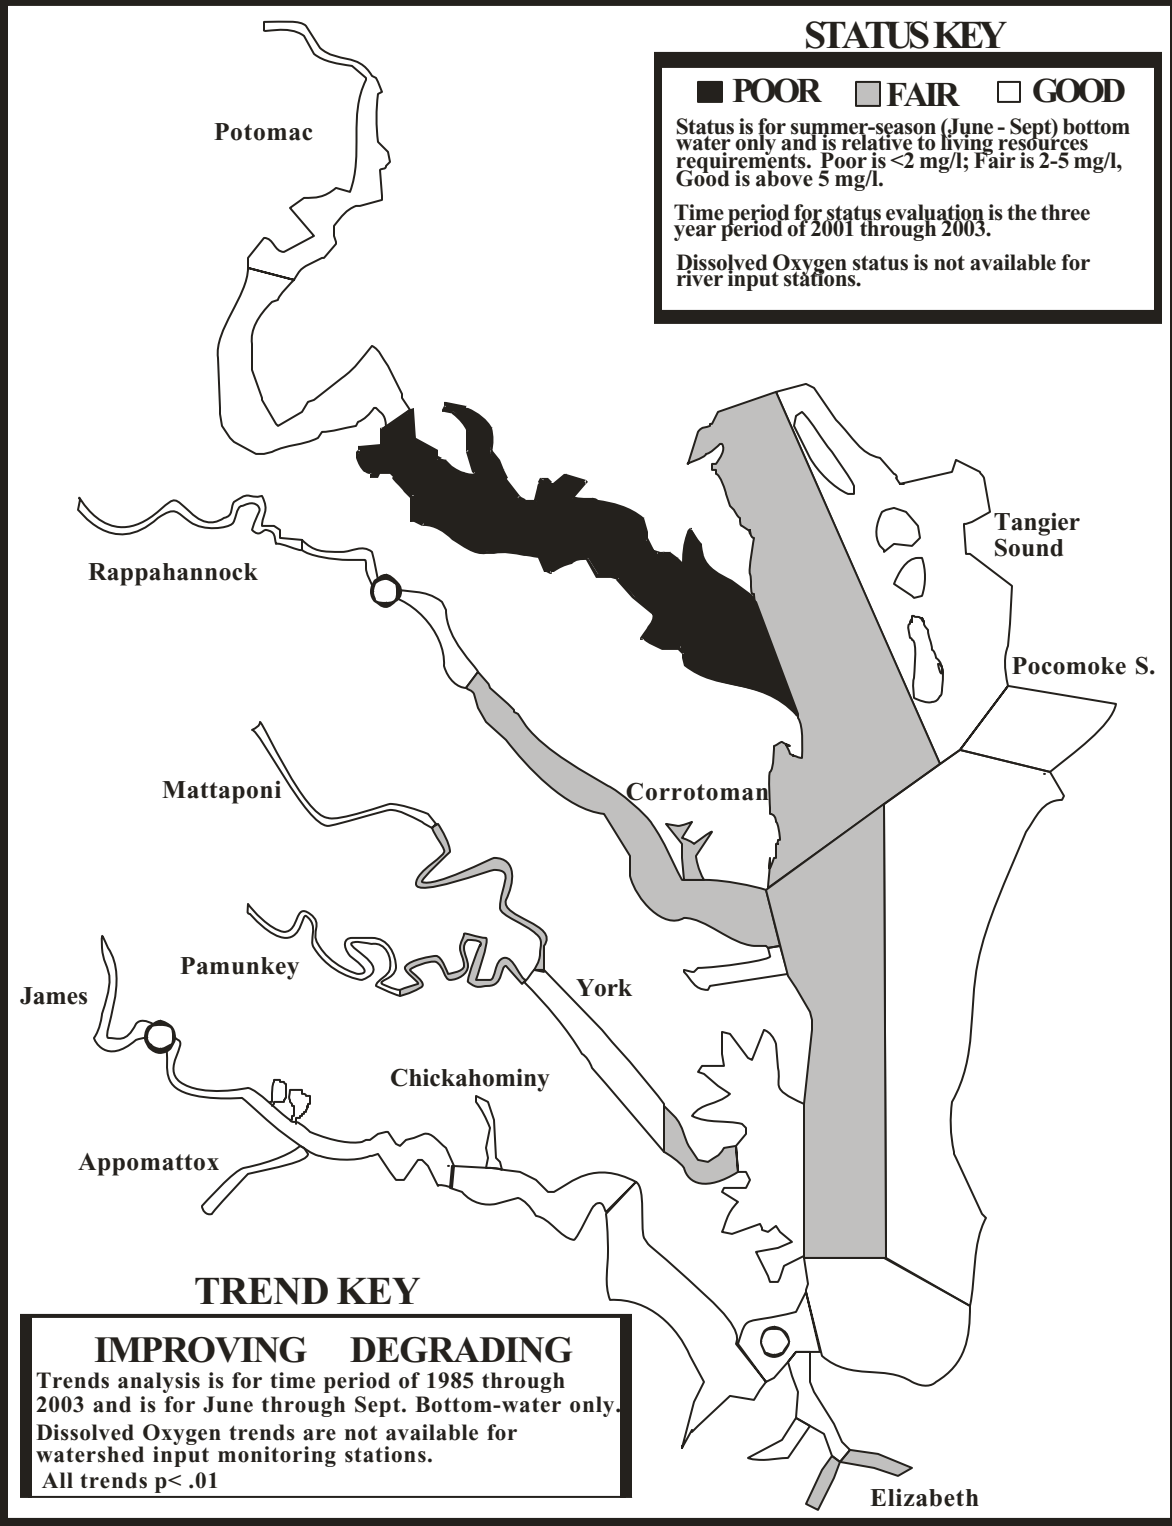 STATUS KEY
POOR FAIR GOOD
Status is for summer-season (June - Sept) bottom
water only and is relative to living resources
requirements. Poor is <2 mg/l; Fair is 2-5 mg/l,
Good is above 5 mg/l.
Time period for status evaluation is the three
year period of 2001 through 2003.
Dissolved Oxygen status is not available for
river input stations.
Potomac
Tangier
Sound
Rappahannock
Pocomoke S.
Mattaponi
Corrotoman
Pamunkey
York
James
Chickahominy
Appomattox
TREND KEY
IMPROVING DEGRADING
Trends analysis is for time period of 1985 through
2003 and is for June through Sept. Bottom-water only.
Dissolved Oxygen trends are not available for
watershed input monitoring stations.
All trends p< .01
Elizabeth